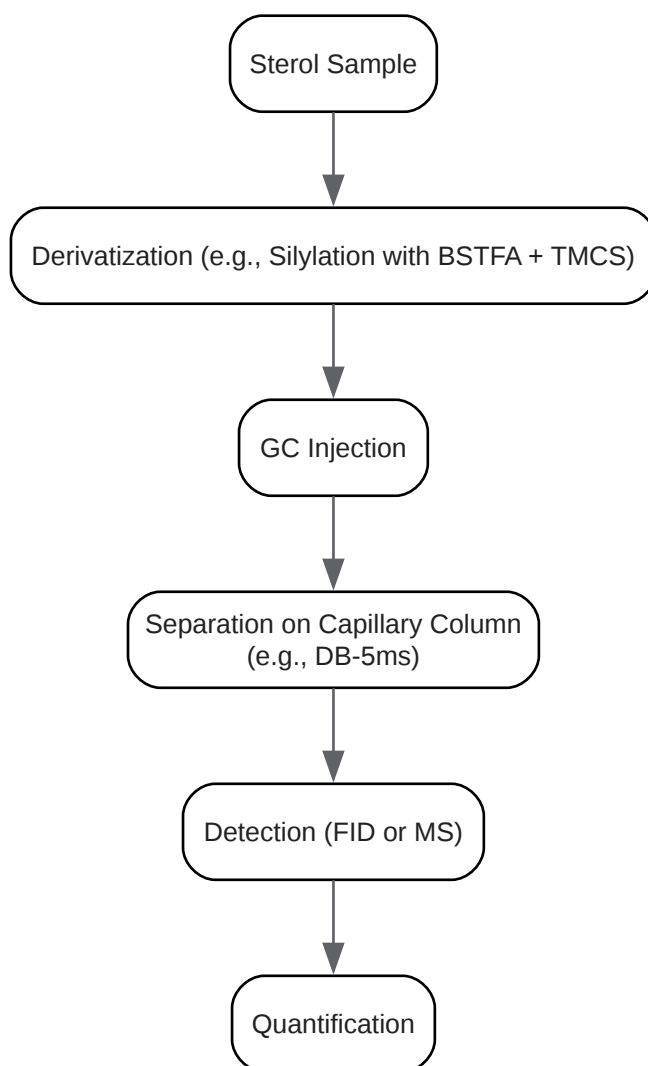 Sterol Sample
Derivatization (e.g., Silylation with BSTFA + TMCS)
GC Injection
Separation on Capillary Column
(e.g., DB-5ms)
Detection (FID or MS)
Quantification